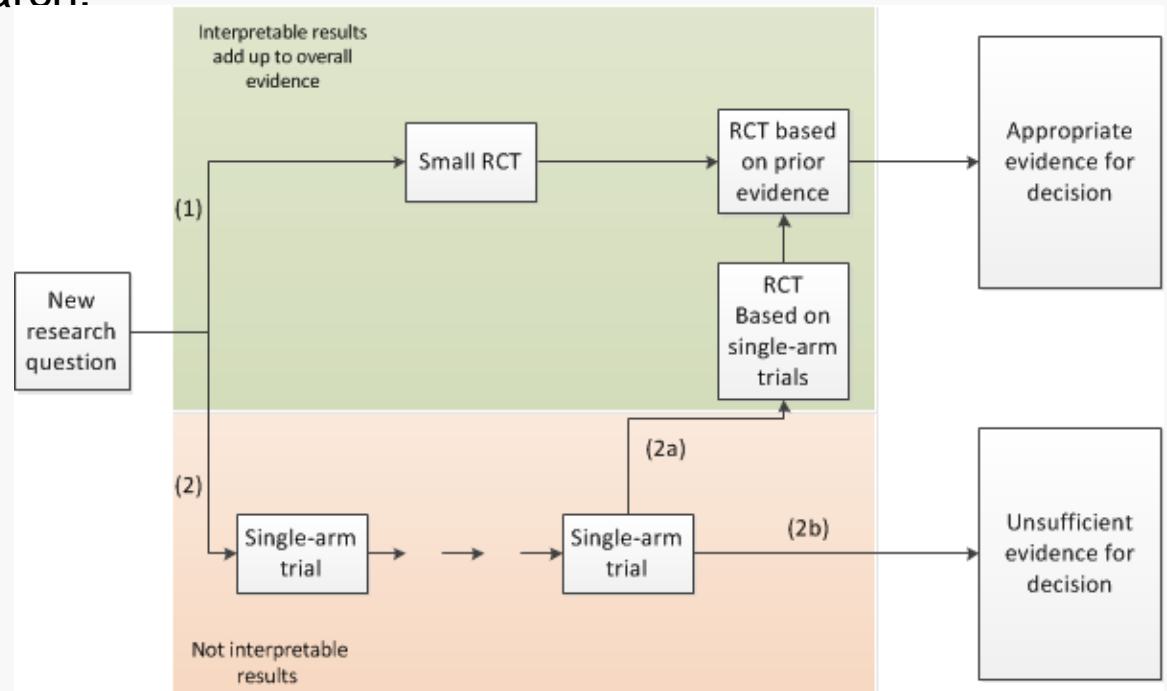 Interpretable results
add up to overall
evidence
Small RCT
RCT based
on prior
evidence
Appropriate
evidence for
decision
(1)
New
research
question
RCT
Based on
single-arm
trials
(2)
(2a)
Single-arm
trial
Single-arm
trial
(2b)
Unsufficient
evidence for
decision
Not interpretable
results